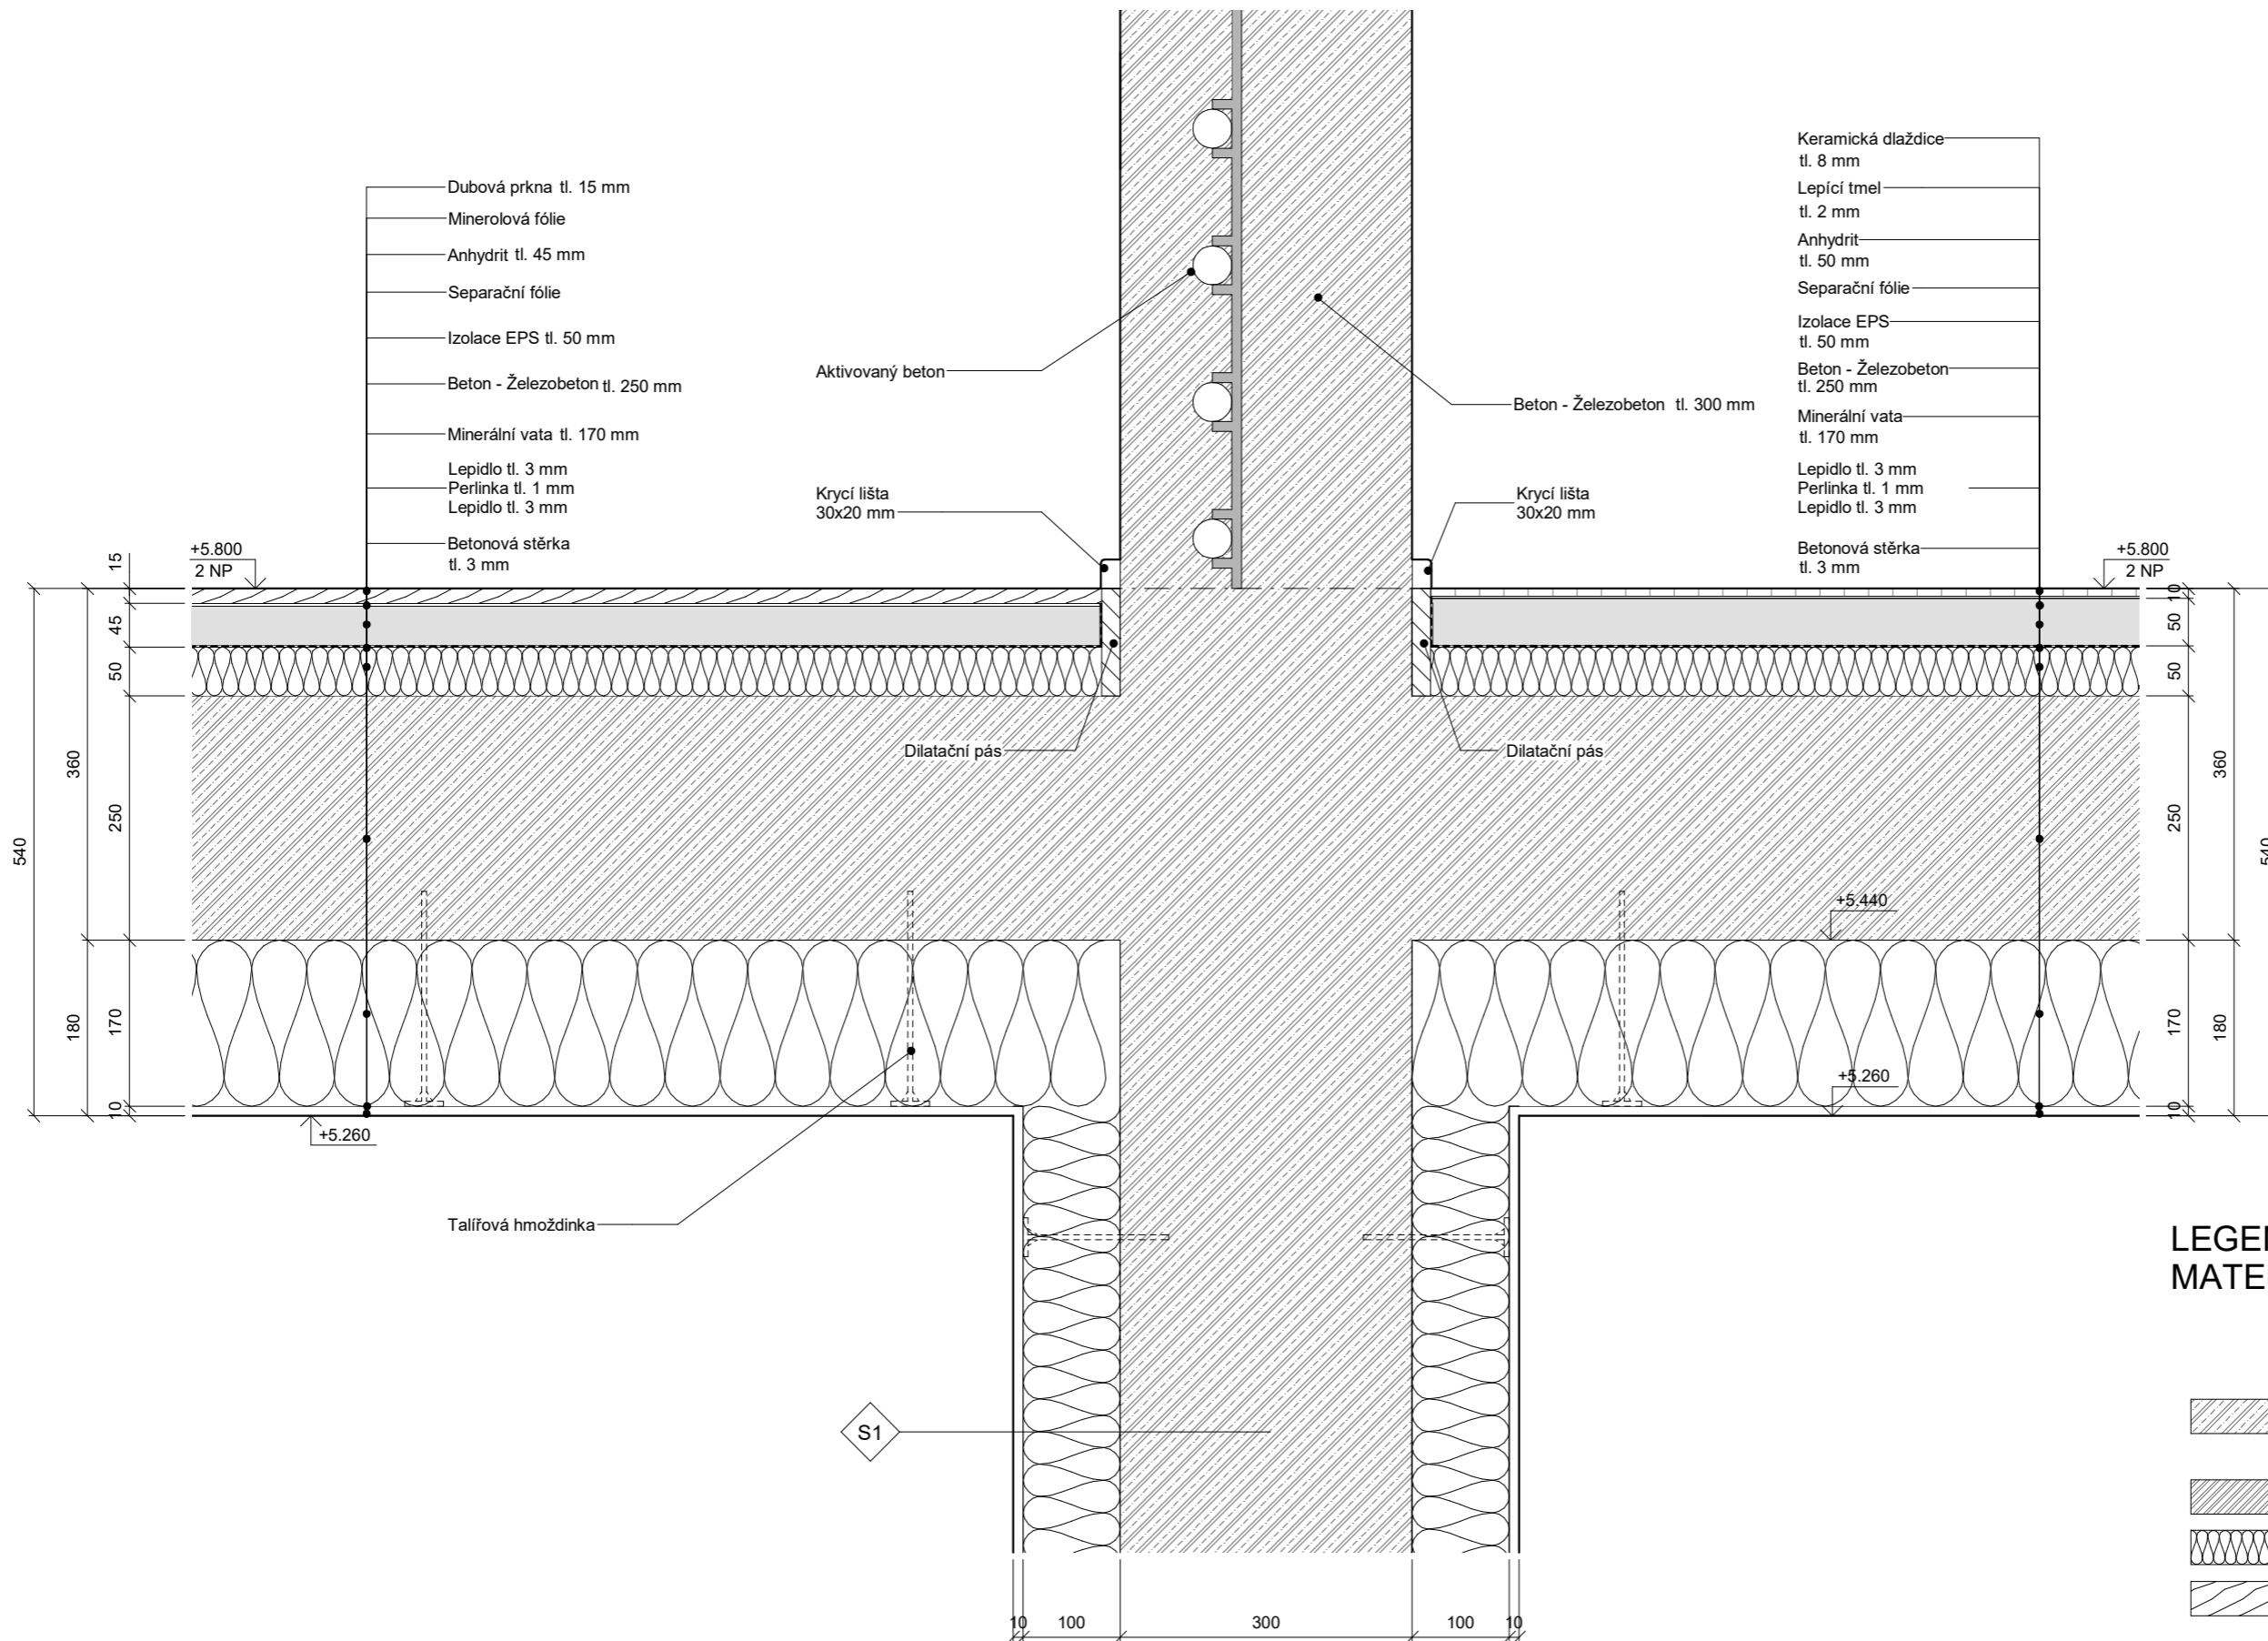 Dubová prkna tl. 15 mm
Minerolová fólie
Anhydrit tl. 45 mm
Separační fólie
Izolace EPS tl. 50 mm
Beton - Železobeton tl. 250 mm
Minerální vata tl. 170 mm
Lepidlo tl. 3 mm
Perlinka tl. 1 mm
Lepidlo tl. 3 mm
Betonová stěrka
tl. 3 mm
+5.800
2 NP
Aktivovaný beton
Krycí lišta
30x20 mm
Beton - Železobeton tl. 300 mm
Krycí lišta
30x20 mm
Keramická dlaždice
tl. 8 mm
Lepící tmel
tl. 2 mm
Anhydrit
tl. 50 mm
Separační fólie
Izolace EPS
tl. 50 mm
Beton - Železobeton
tl. 250 mm
Minerální vata
tl. 170 mm
Lepidlo tl. 3 mm
Perlinka tl. 1 mm
Lepidlo tl. 3 mm
Betonová stěrka
tl. 3 mm
+5.800
2 NP
15
45
50
250
170
10
360
180
540
Dilatační pás
Dilatační pás
10
50
50
250
170
10
360
180
540
+5.440
+5.260
+5.260
Talířová hmoždinka
S1
10
100
300
100
10
LEGE
MATE